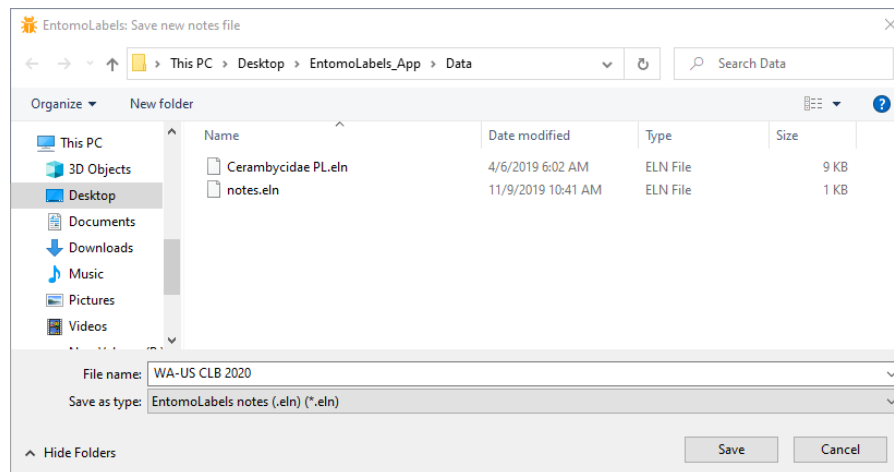 EntomoLabels: Save new notes file
This PC > Desktop > EntomoLabels_App > Data
Search Data
Organize
New folder
This PC
3D Objects
Desktop
Documents
Downloads
Music
Pictures
Videos
Name Date modified Type Size
Cerambycidae PL.eln 4/6/2019 6:02 AM ELN File 9 KB
notes.eln 11/9/2019 10:41 AM ELN File 1 KB
File name: WA-US CLB 2020
Save as type: EntomoLabels notes (.eln) (*.eln)
Hide Folders
Save
Cancel